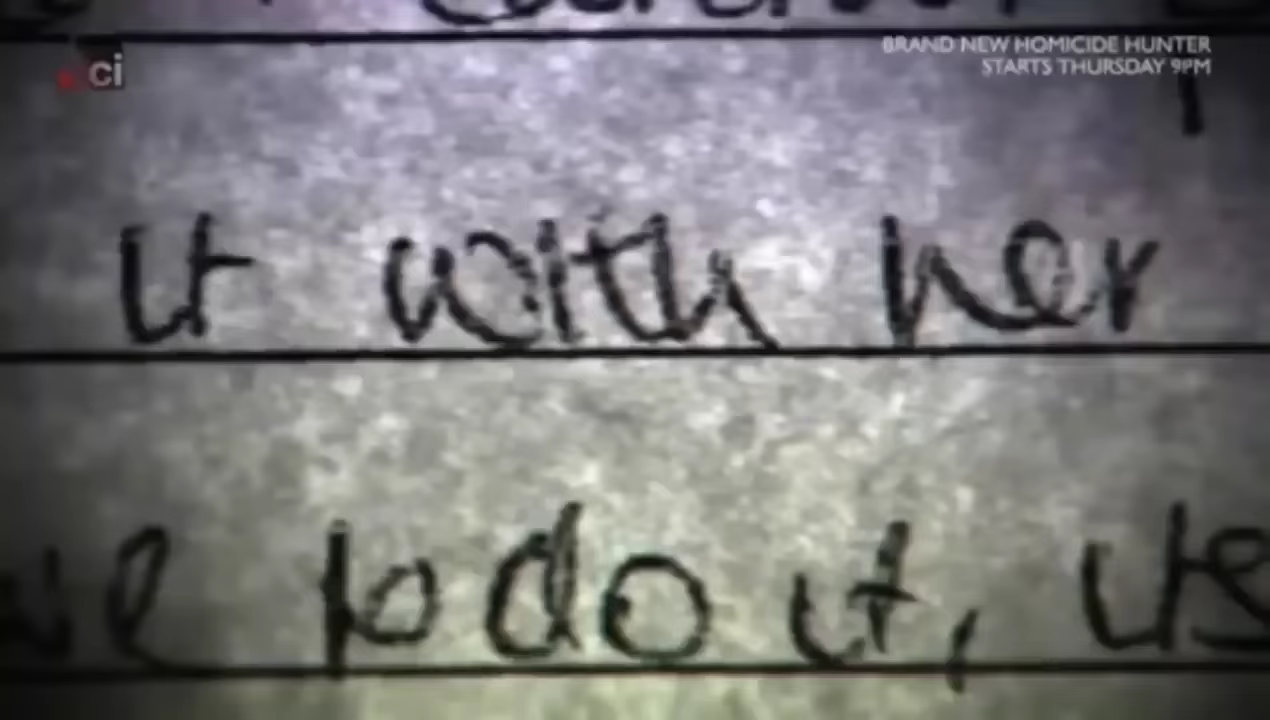 BRAND NEW HOMICIDE HUNTER
STARTS THURSDAY 9PM
ci
it with her
to do it,